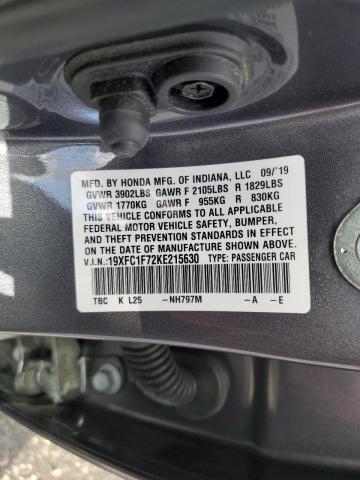 MFD. BY HONDA MFG. OF INDIANA, LLC 09/'19
GVWR 3902LBS GAWR F 2105LBS R 1829LBS
GVWR 1770KG GAWR F 955KG R 830KG
THIS VEHICLE CONFORMS TO ALL APPLICABLE
FEDERAL MOTOR VEHICLE SAFETY, BUMPER,
AND THEFT PREVENTION STANDARDS IN EFFECT ON
THE DATE OF MANUFACTURE SHOWN ABOVE.
V.I.N.:19XFC1F72KE215630 TYPE: PASSENGER CAR
TBC K L25 -NH797M -A -E